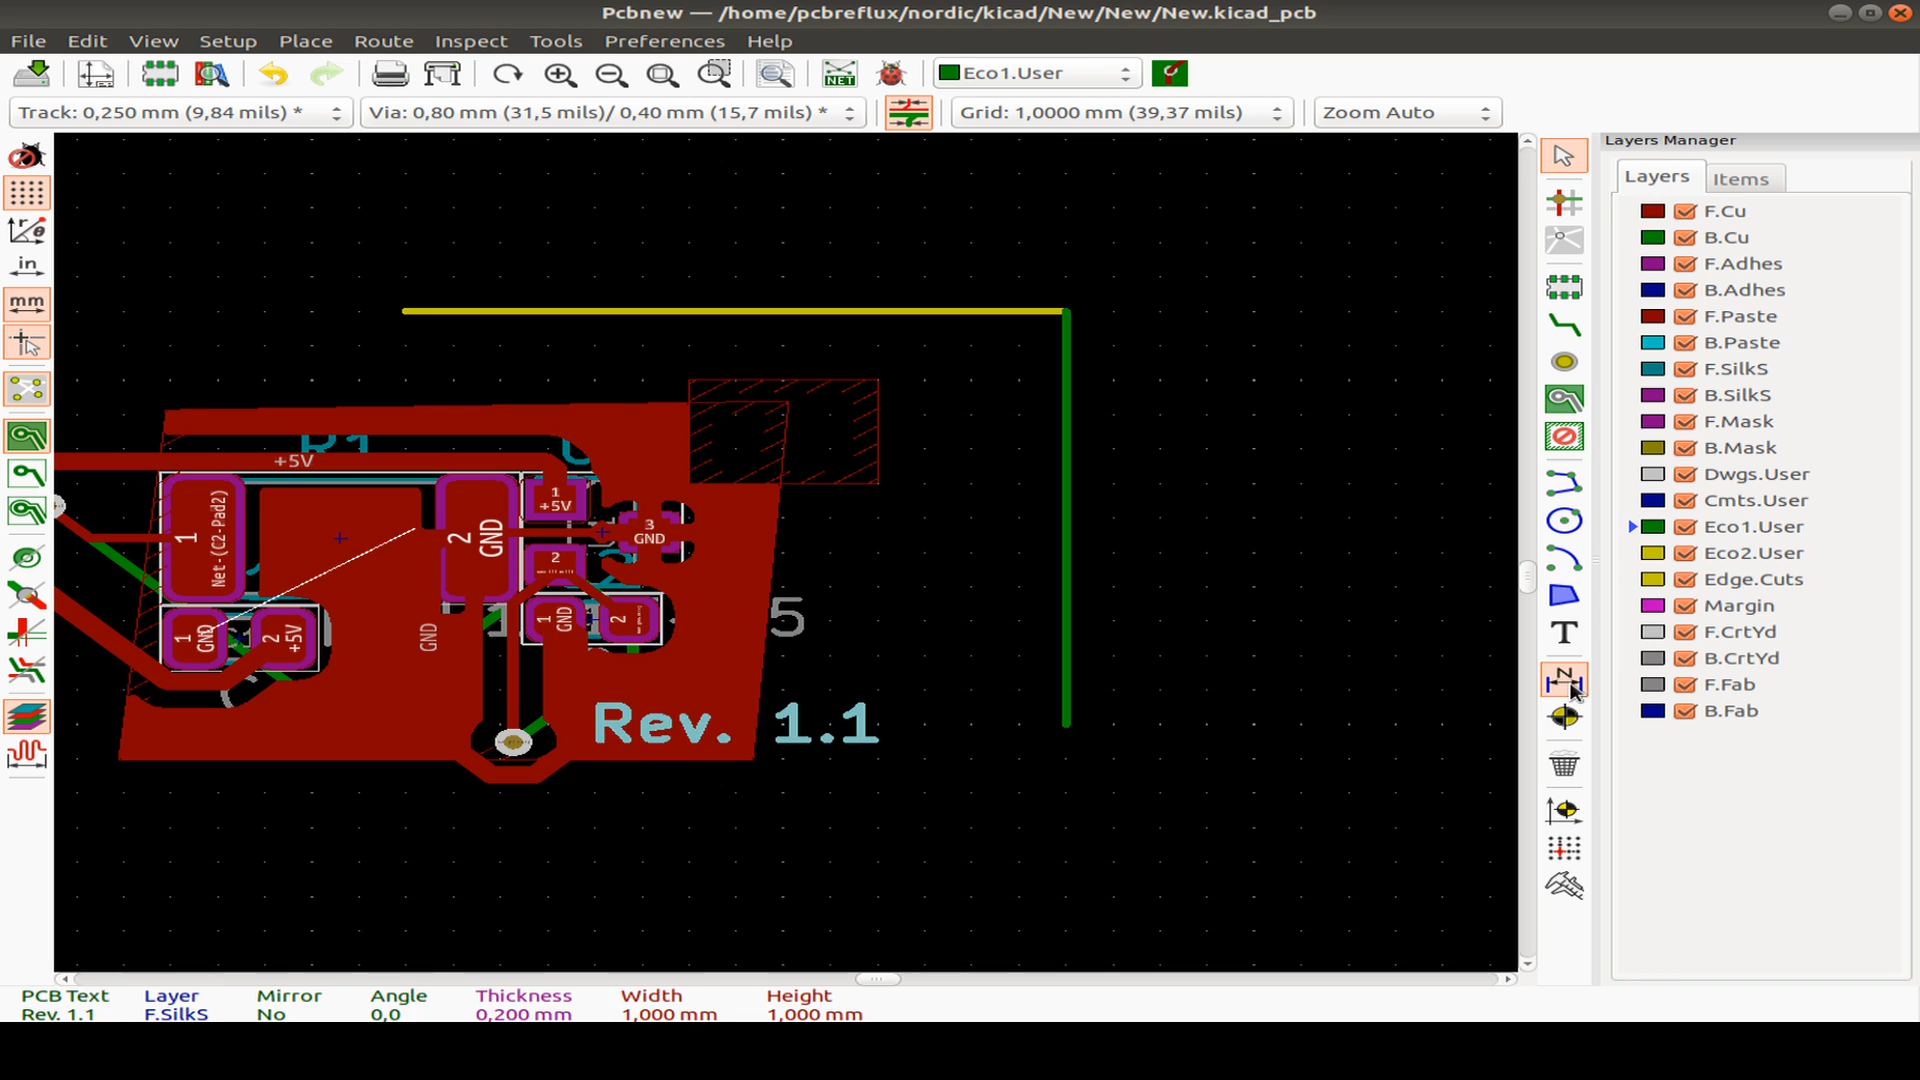 Pcbnew — /home/pcbreflux/nordic/kicad/New/New/New.kicad_pcb
File Edit View Setup Place Route Inspect Tools Preferences Help
NET
Eco1.User
Track: 0,250 mm (9,84 mils) *
Via: 0,80 mm (31,5 mils)/ 0,40 mm (15,7 mils) *
Grid: 1,0000 mm (39,37 mils)
Zoom Auto
in
mm
R1
+5V
1
Net-(C2-Pad2)
2
GND
1
+5V
2
3
GND
1
GND
2
+5V
GND
1
GND
2
5
Rev. 1.1
T
N
Layers Manager
Layers
Items
F.Cu
B.Cu
F.Adhes
B.Adhes
F.Paste
B.Paste
F.SilkS
B.SilkS
F.Mask
B.Mask
Dwgs.User
Cmts.User
Eco1.User
Eco2.User
Edge.Cuts
Margin
F.CrtYd
B.CrtYd
F.Fab
B.Fab
PCB Text Layer Mirror Angle Thickness Width Height
Rev. 1.1 F.SilkS No 0,0 0,200 mm 1,000 mm 1,000 mm